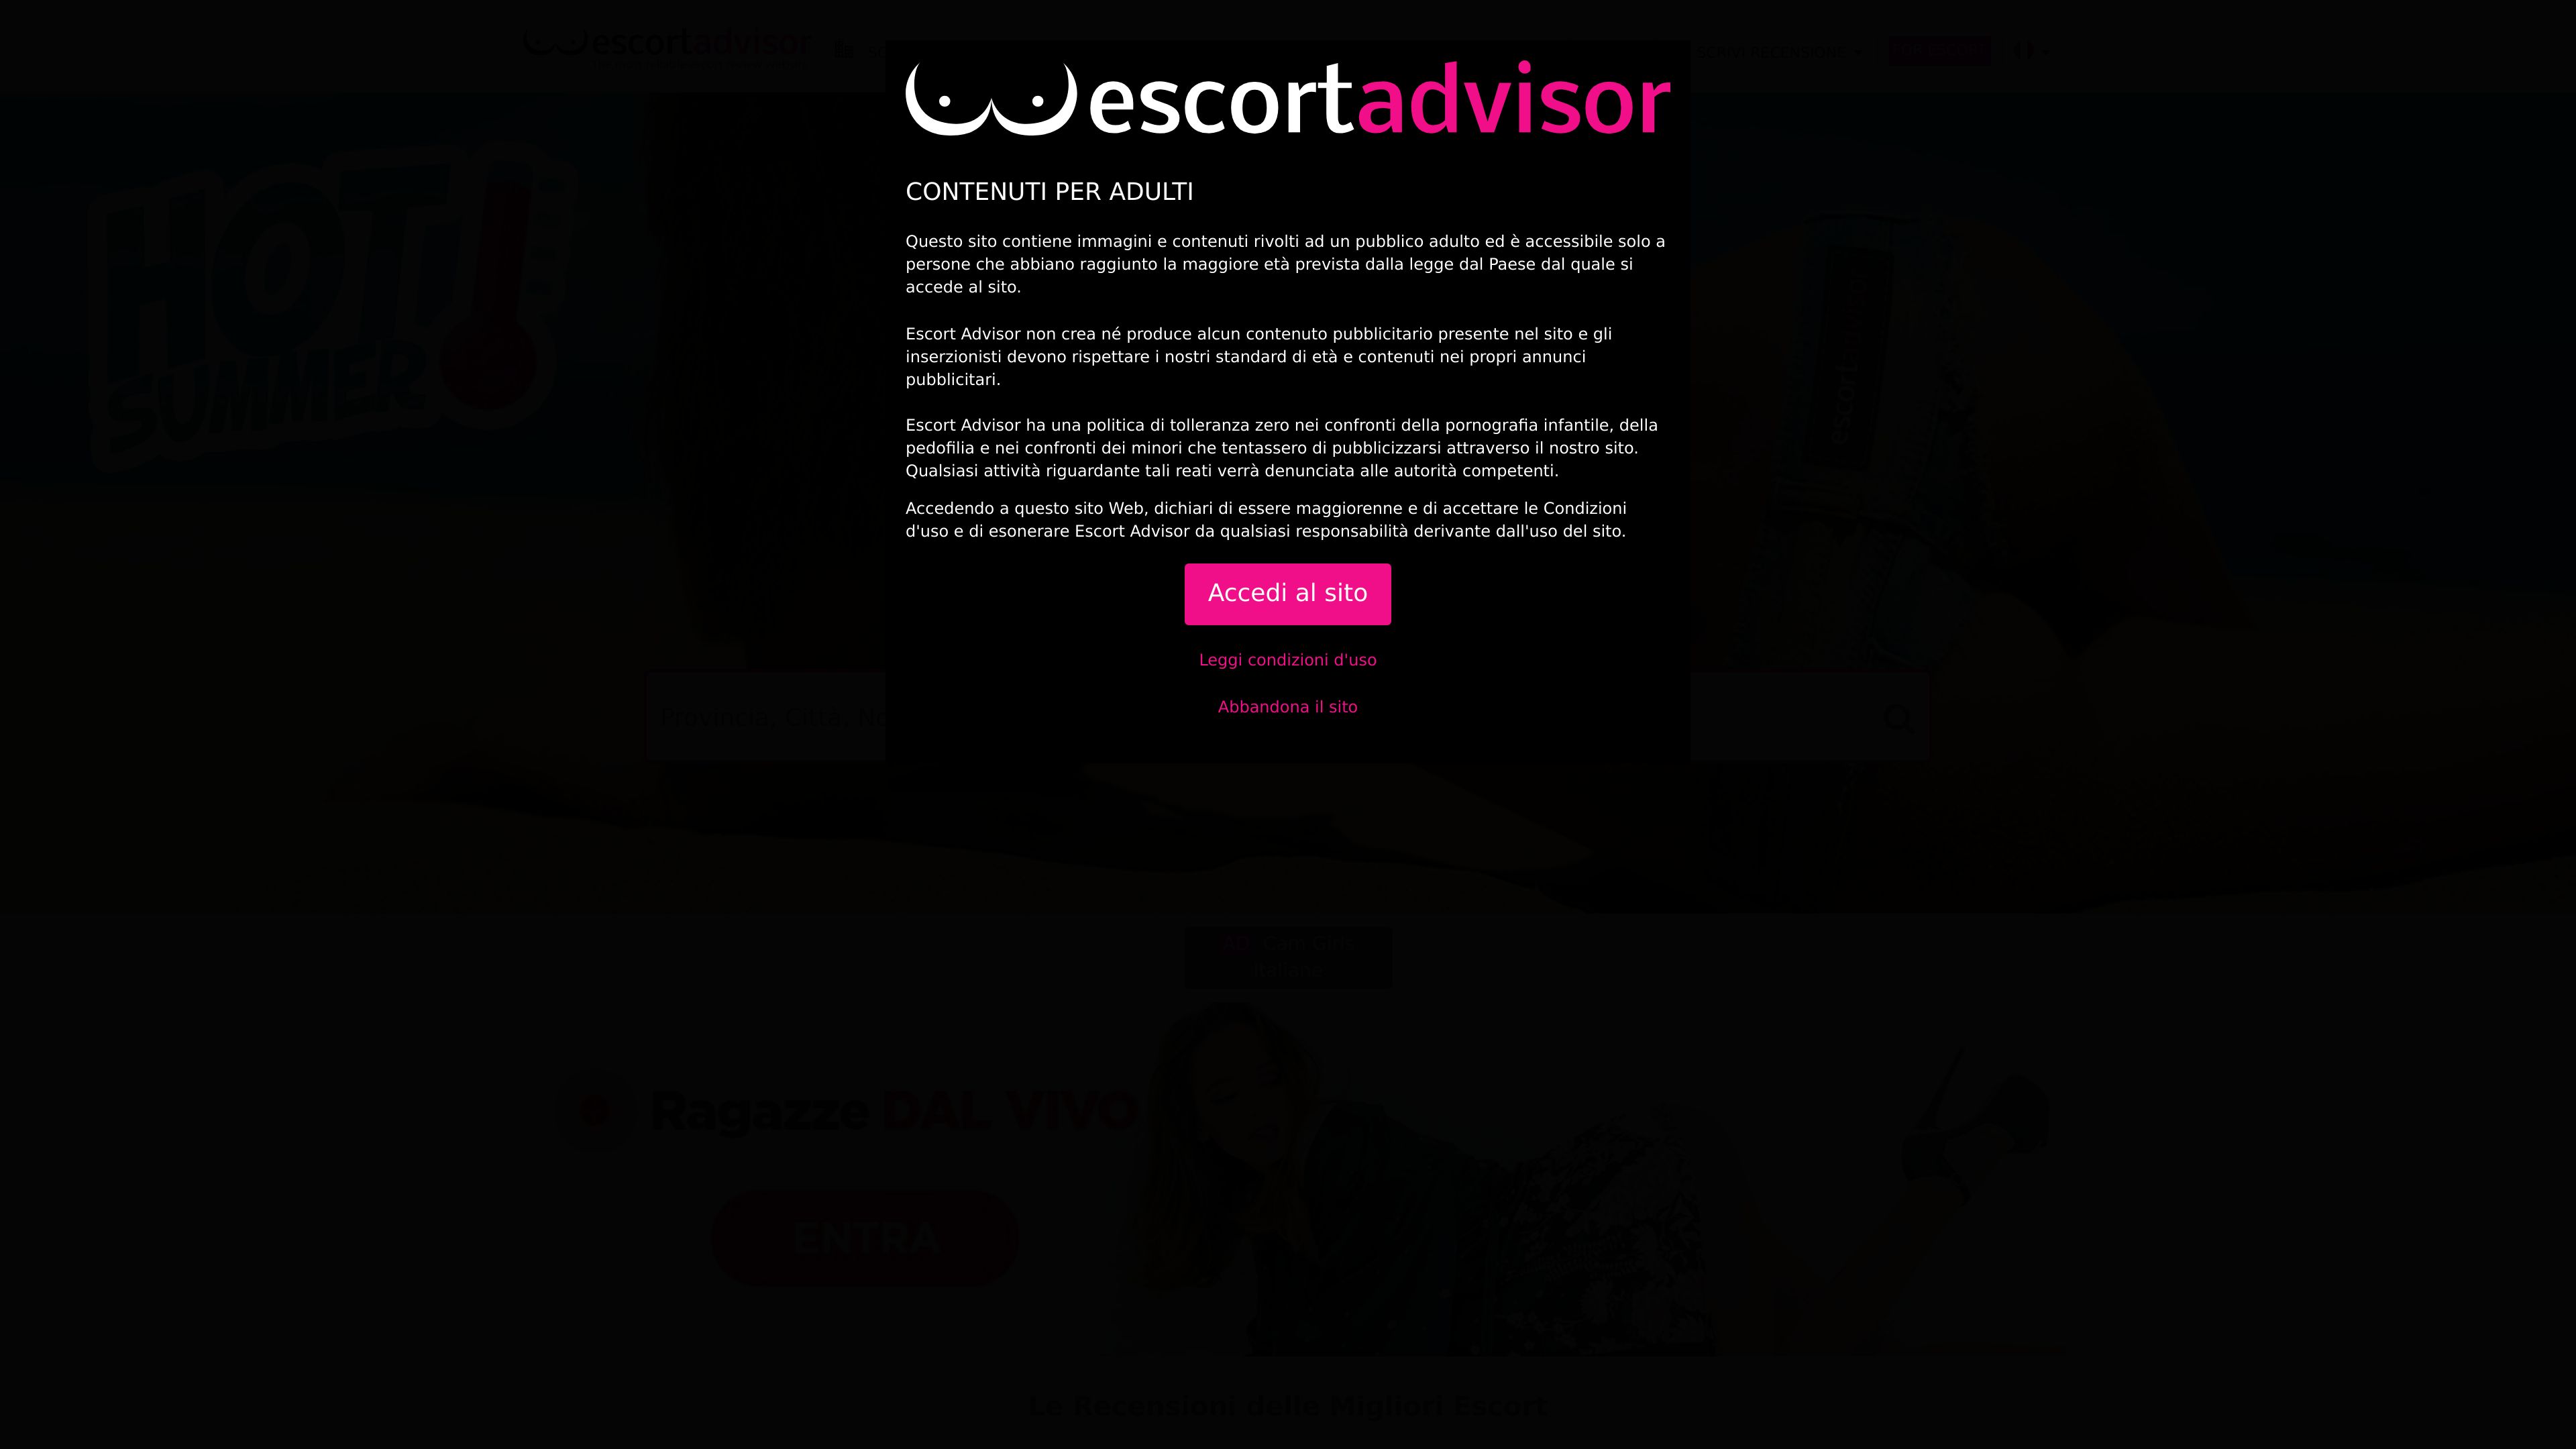 escortadvisor
escortadvisor
SCRIVI RECENSIONE
CONTENUTI PER ADULTI
Questo sito contiene immagini e contenuti rivolti ad un pubblico adulto ed è accessibile solo a
persone che abbiano raggiunto la maggiore età prevista dalla legge dal Paese dal quale si
accede al sito.
Escort Advisor non crea né produce alcun contenuto pubblicitario presente nel sito e gli
inserzionisti devono rispettare i nostri standard di età e contenuti nei propri annunci
pubblicitari.
Escort Advisor ha una politica di tolleranza zero nei confronti della pornografia infantile, della
pedofilia e nei confronti dei minori che tentassero di pubblicizzarsi attraverso il nostro sito.
Qualsiasi attività riguardante tali reati verrà denunciata alle autorità competenti.
Accedendo a questo sito Web, dichiari di essere maggiorenne e di accettare le Condizioni
d'uso e di esonerare Escort Advisor da qualsiasi responsabilità derivante dall'uso del sito.
Accedi al sito
Leggi condizioni d'uso
Abbandona il sito
HOT!
SUMMER
Provincia, Città,
Ragazze DAL VIVO
ENTRA
Le Recensioni delle Migliori Escort